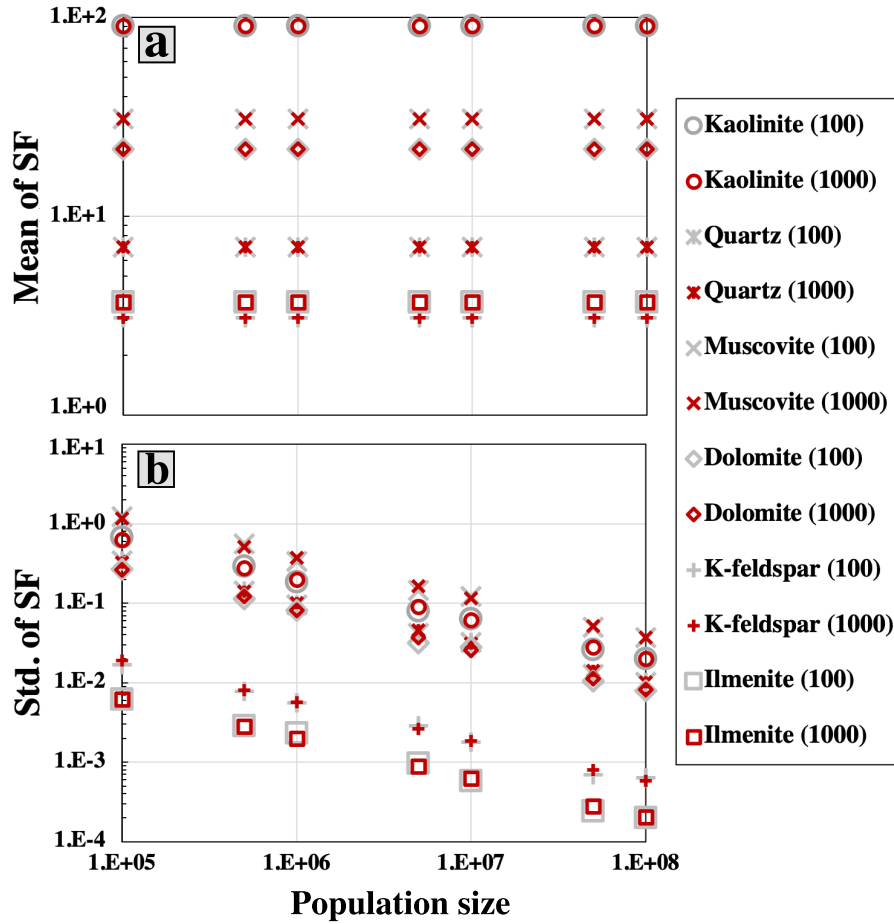 1.E+2
a
Mean of SF
1.E+1
1.E+0
1.E+1
b
1.E+0
1.E-1
Std. of SF
1.E-2
1.E-3
1.E-4
1.E+05
1.E+06
1.E+07
1.E+08
Population size
Kaolinite (100)
Kaolinite (1000)
Quartz (100)
Quartz (1000)
Muscovite (100)
Muscovite (1000)
Dolomite (100)
Dolomite (1000)
K-feldspar (100)
K-feldspar (1000)
Ilmenite (100)
Ilmenite (1000)